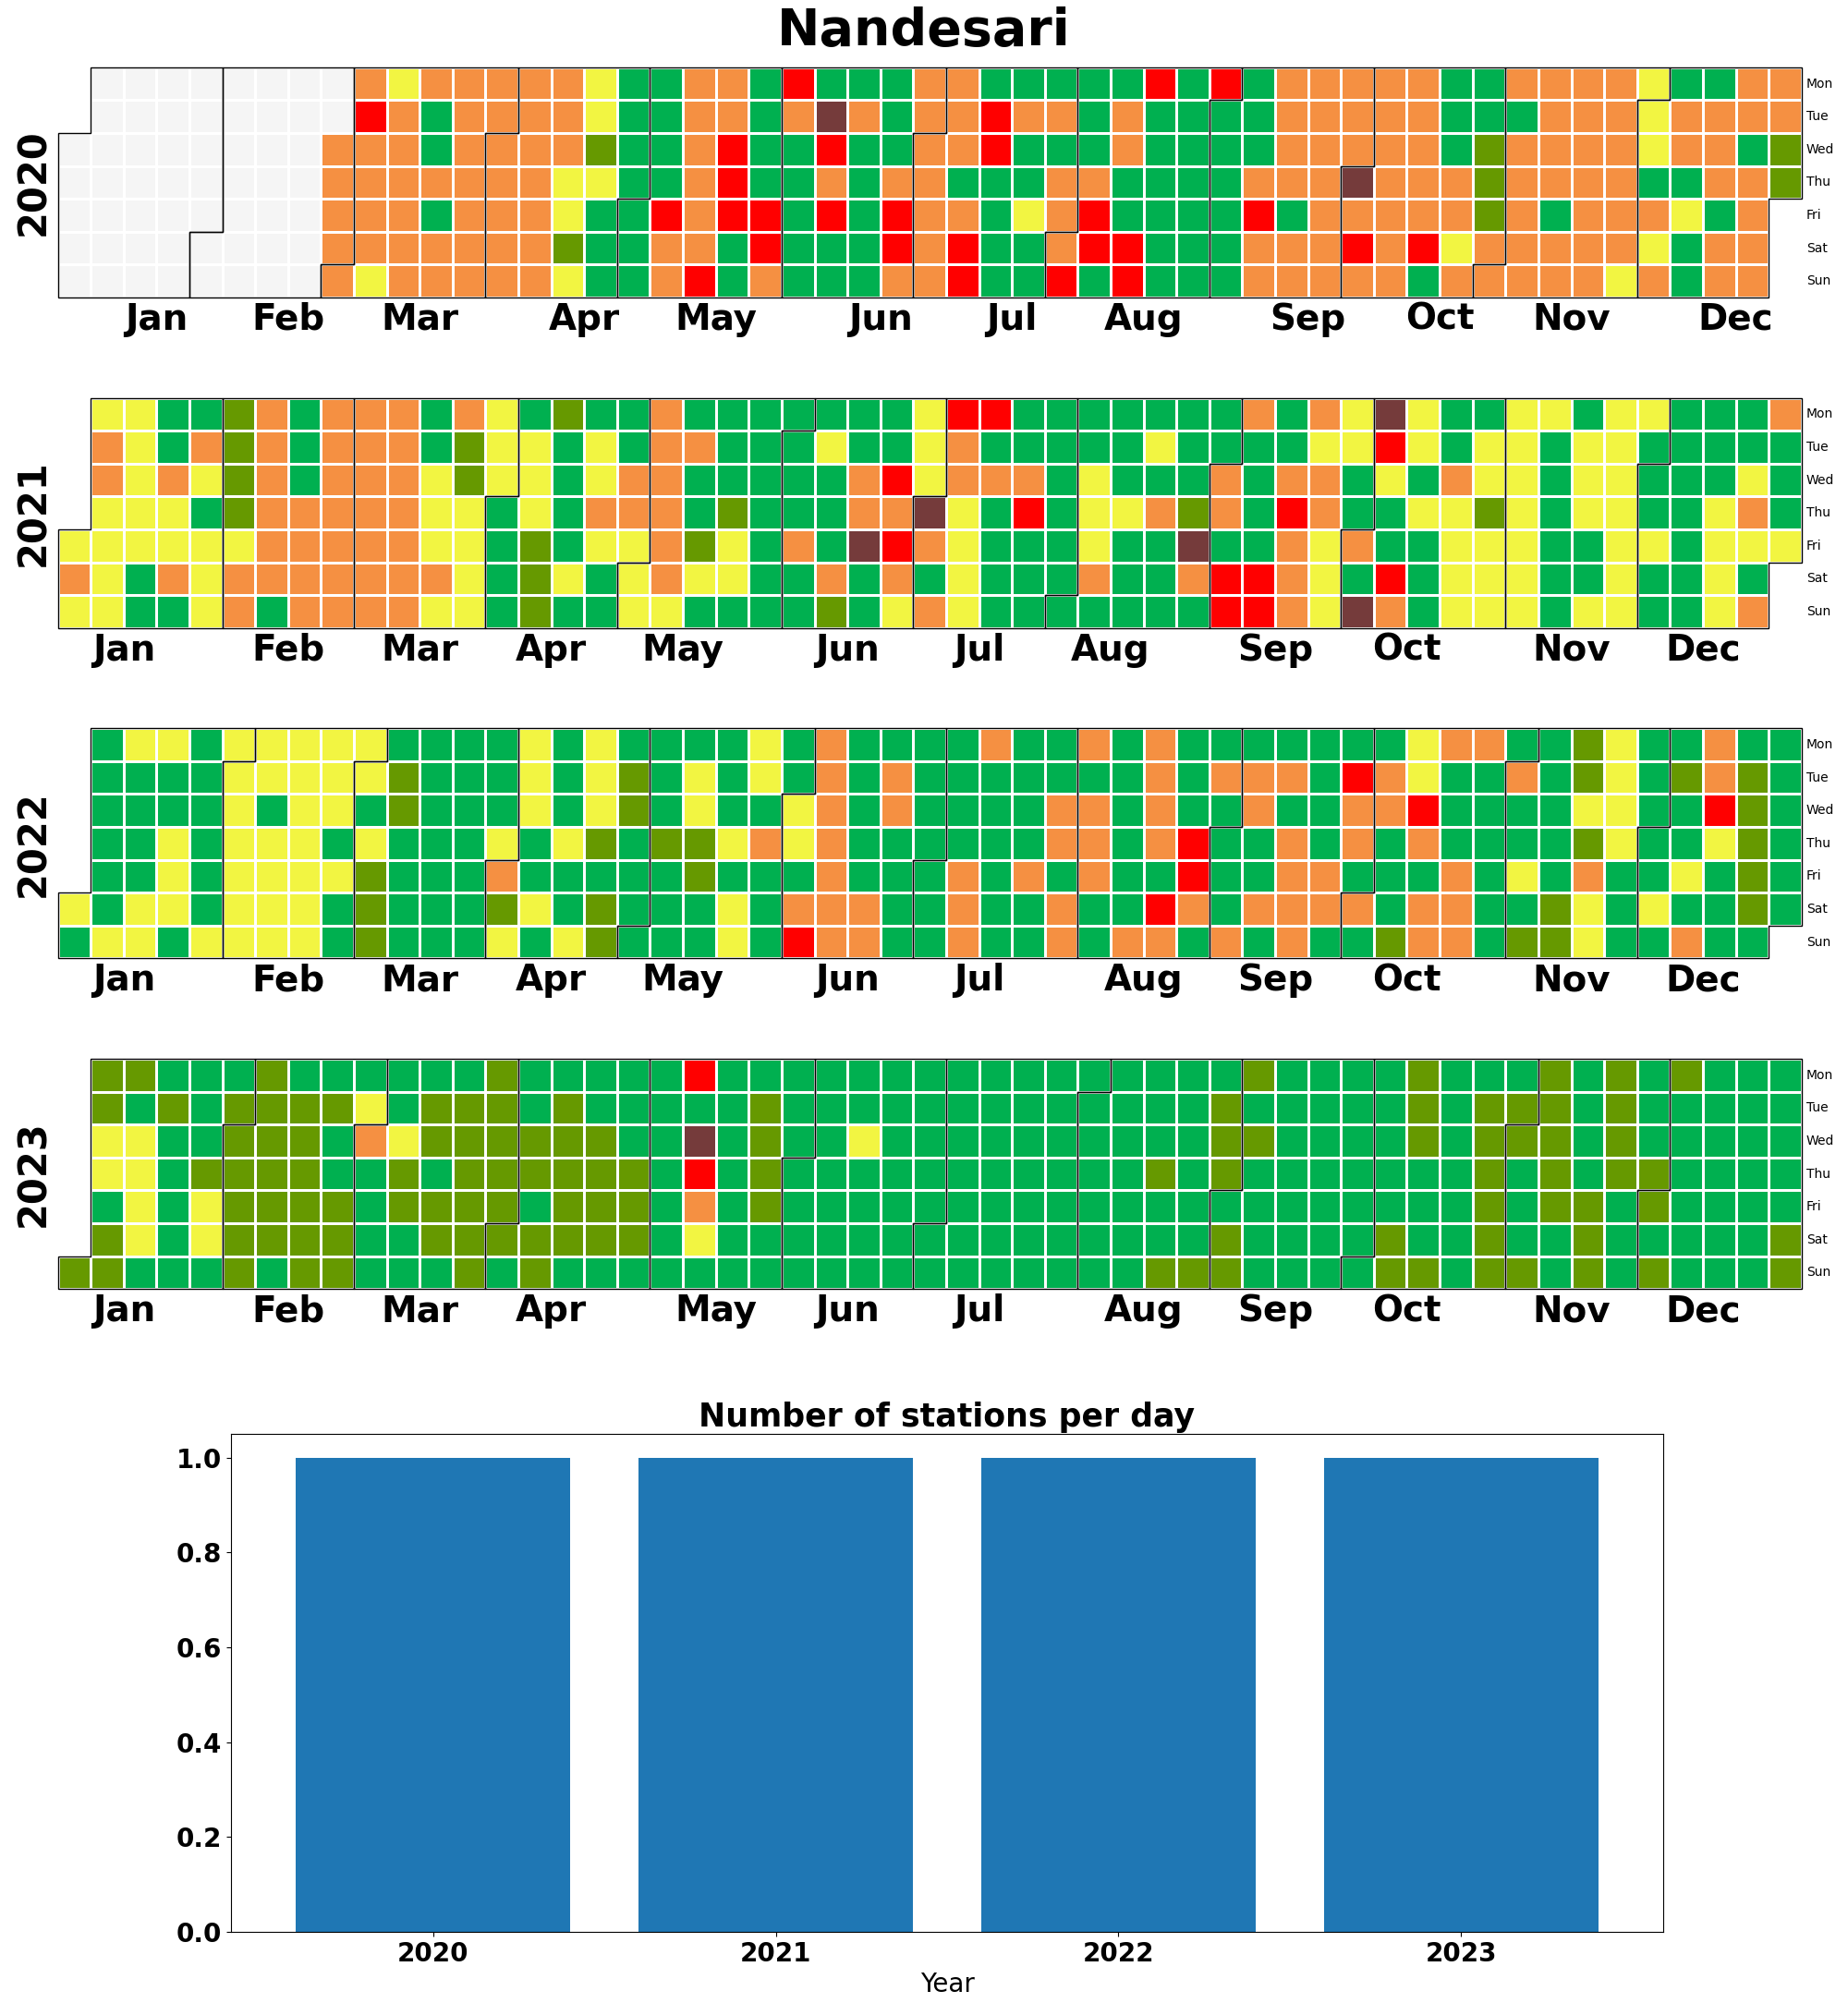 Nandesari
2020
Mon
Tue
Wed
Thu
Fri
Sat
Sun
Jan Feb Mar Apr May Jun Jul Aug Sep Oct Nov Dec
2021
Mon
Tue
Wed
Thu
Fri
Sat
Sun
Jan Feb Mar Apr May Jun Jul Aug Sep Oct Nov Dec
2022
Mon
Tue
Wed
Thu
Fri
Sat
Sun
Jan Feb Mar Apr May Jun Jul Aug Sep Oct Nov Dec
2023
Mon
Tue
Wed
Thu
Fri
Sat
Sun
Jan Feb Mar Apr May Jun Jul Aug Sep Oct Nov Dec
Number of stations per day
1.0
0.8
0.6
0.4
0.2
0.0
2020 2021 2022 2023
Year